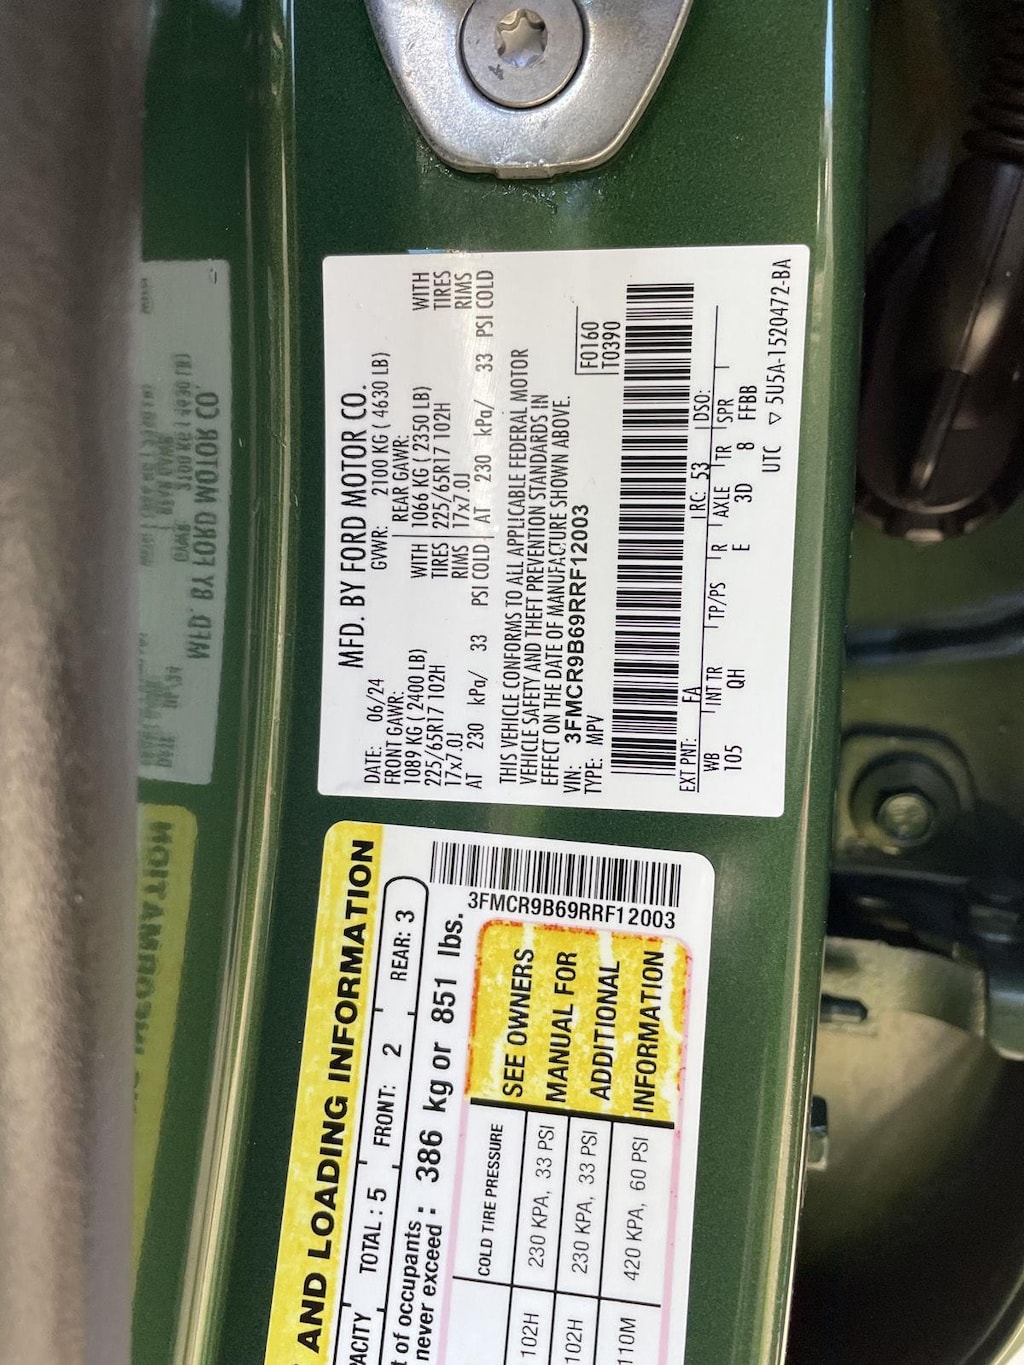 MFD. BY FORD MOTOR CO.
DATE: 06/24 GVWR: 2100 KG ( 4630 LB)
FRONT GAWR: REAR GAWR:
1089 KG ( 2400 LB) WITH 1066 KG ( 2350 LB) WITH
225/65R17 102H TIRES 225/65R17 102H TIRES
17x7.0J RIMS 17x7.0J RIMS
AT 230 kPa/ 33 PSI COLD AT 230 kPa/ 33 PSI COLD
THIS VEHICLE CONFORMS TO ALL APPLICABLE FEDERAL MOTOR
VEHICLE SAFETY AND THEFT PREVENTION STANDARDS IN
EFFECT ON THE DATE OF MANUFACTURE SHOWN ABOVE.
VIN: 3FMCR9B69RRF12003 F0160
TYPE: MPV T0390
EXT PNT: FA RC: 53 DSO:
WB INT TR TP/PS R AXLE TR SPR
105 QH E 3D 8 FFBB
UTC ▽ 5U5A-1520472-BA
AND LOADING INFORMATION
PACITY TOTAL : 5 FRONT: 2 REAR: 3
t of occupants
never exceed : 386 kg or 851 lbs.
3FMCR9B69RRF12003
COLD TIRE PRESSURE
102H 230 KPA, 33 PSI
102H 230 KPA, 33 PSI
110M 420 KPA, 60 PSI
SEE OWNERS
MANUAL FOR
ADDITIONAL
INFORMATION